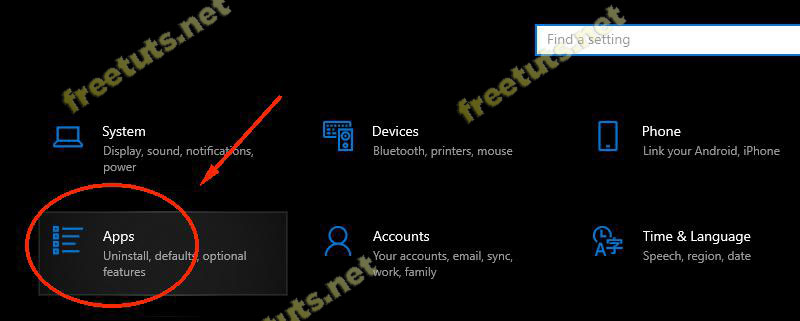 freetuts.net
freetuts.net
Find a setting
System
Display, sound, notifications,
power
Devices
Bluetooth, printers, mouse
Phone
Link your Android, iPhone
Apps
Uninstall, defaults, optional
features
Accounts
Your accounts, email, sync,
work, family
Time & Language
Speech, region, date
freetuts.net